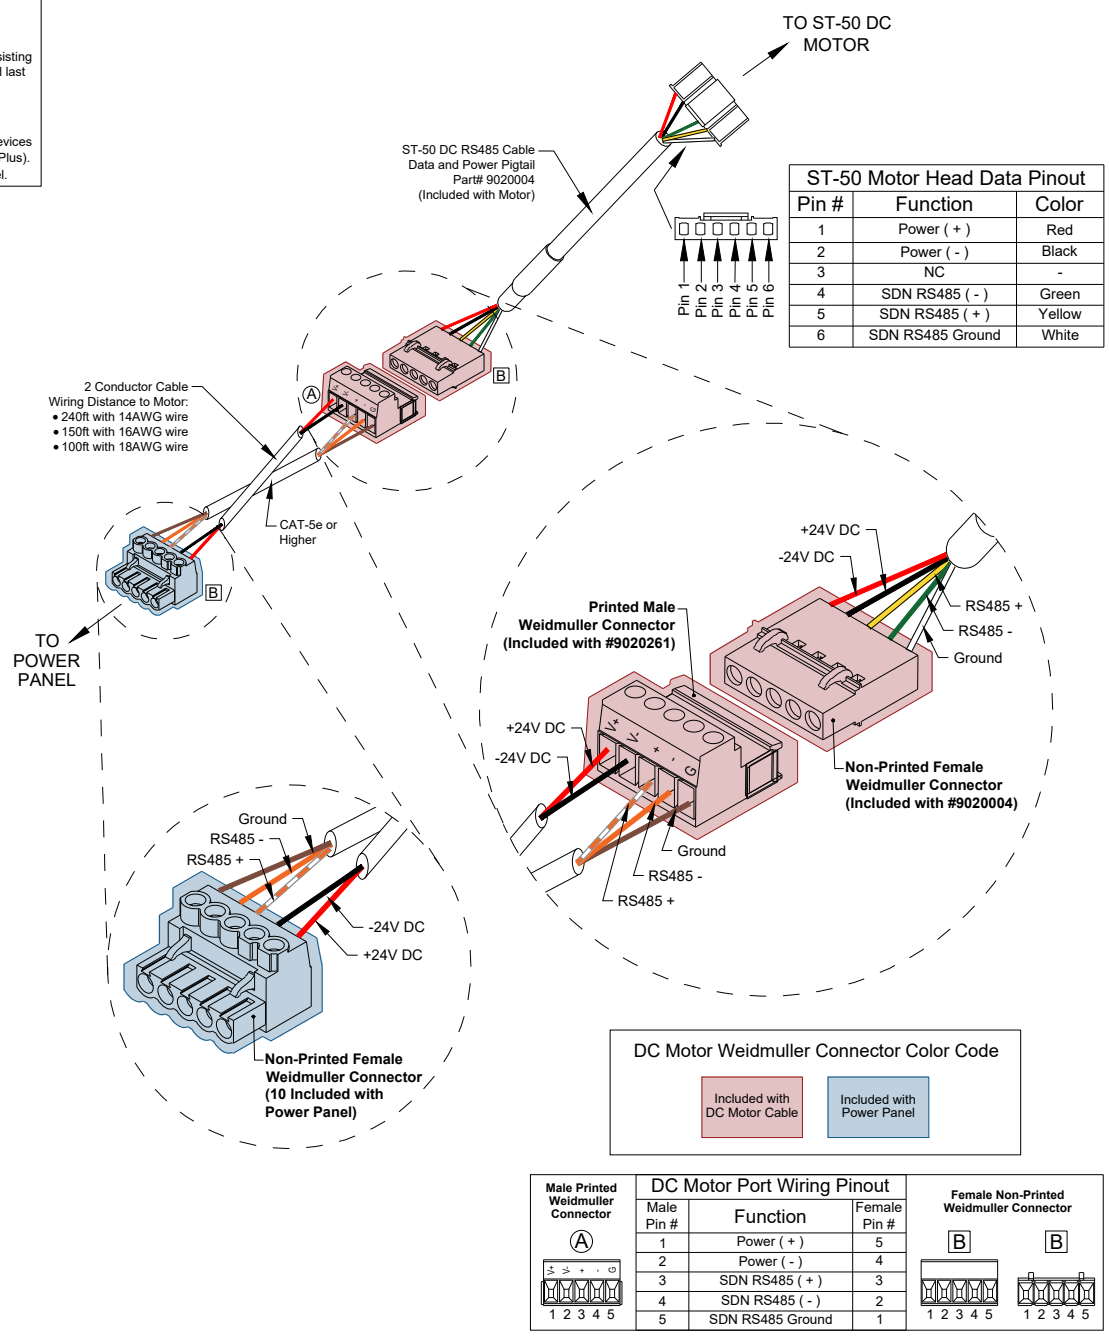 sisting
d last
evices
Plus).
el.
TO ST-50 DC
MOTOR
ST-50 DC RS485 Cable
Data and Power Pigtail
Part# 9020004
(Included with Motor)
Pin 1
Pin 2
Pin 3
Pin 4
Pin 5
Pin 6
ST-50 Motor Head Data Pinout
Pin # Function Color
1 Power ( + ) Red
2 Power ( - ) Black
3 NC -
4 SDN RS485 ( - ) Green
5 SDN RS485 ( + ) Yellow
6 SDN RS485 Ground White
B
A
V+ V- + - G
2 Conductor Cable
Wiring Distance to Motor:
• 240ft with 14AWG wire
• 150ft with 16AWG wire
• 100ft with 18AWG wire
CAT-5e or
Higher
B
TO
POWER
PANEL
+24V DC
-24V DC
RS485 +
RS485 -
Ground
Printed Male
Weidmuller Connector
(Included with #9020261)
+24V DC
-24V DC
V+ V- + - G
Non-Printed Female
Weidmuller Connector
(Included with #9020004)
Ground
RS485 -
RS485 +
Ground
RS485 -
RS485 +
-24V DC
+24V DC
Non-Printed Female
Weidmuller Connector
(10 Included with
Power Panel)
DC Motor Weidmuller Connector Color Code
Included with
DC Motor Cable
Included with
Power Panel
Male Printed
Weidmuller
Connector
A
V+ V- + - G
1 2 3 4 5
DC Motor Port Wiring Pinout
Male Pin # Function Female Pin #
1 Power ( + ) 5
2 Power ( - ) 4
3 SDN RS485 ( + ) 3
4 SDN RS485 ( - ) 2
5 SDN RS485 Ground 1
Female Non-Printed
Weidmuller Connector
B B
1 2 3 4 5 1 2 3 4 5